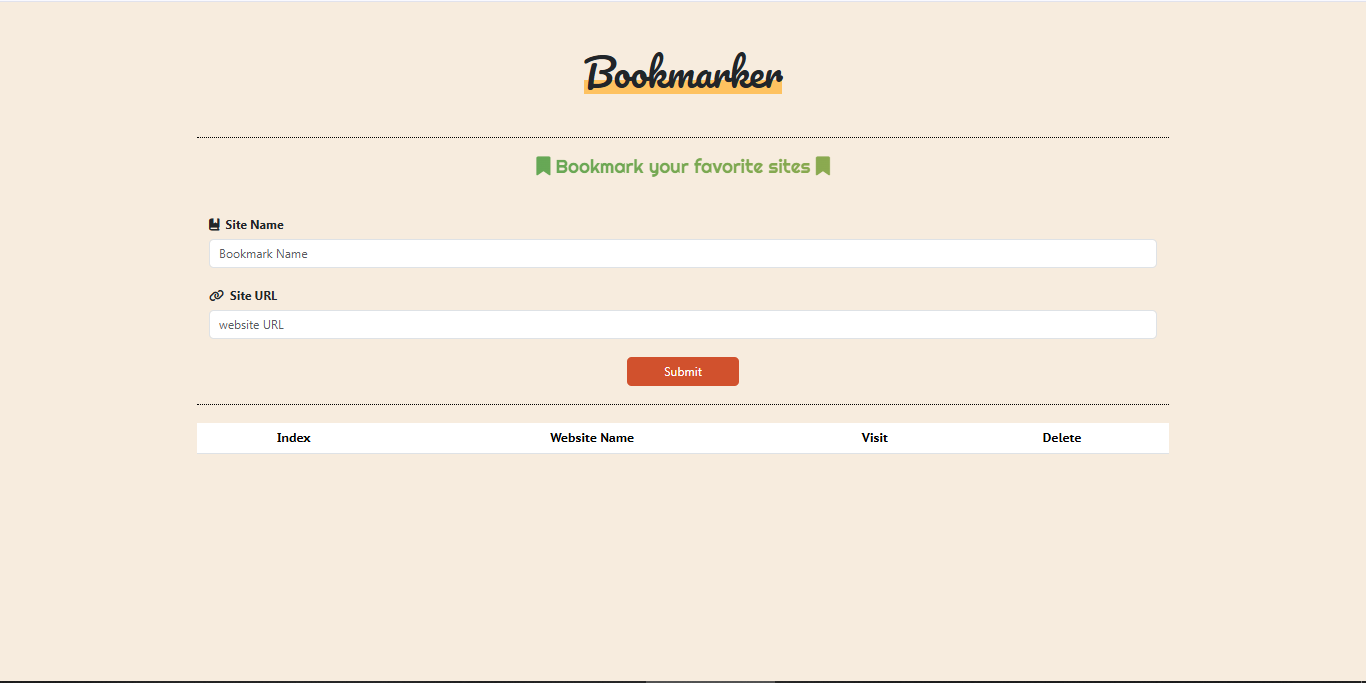 Bookmarker
Bookmark your favorite sites
Site Name
Bookmark Name
Site URL
website URL
Submit
Index Website Name Visit Delete